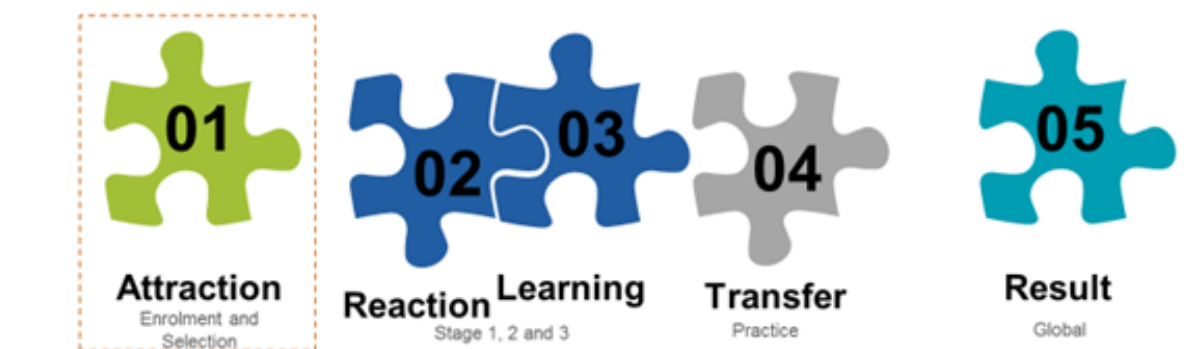 01
02
03
04
05
Attraction
Enrolment and
Selection
Reaction
Learning
Stage 1, 2 and 3
Transfer
Practice
Result
Global